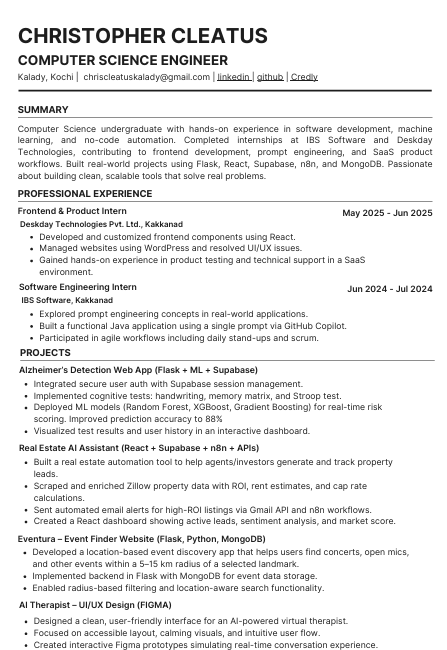 CHRISTOPHER CLEATUS
COMPUTER SCIENCE ENGINEER
Kalady, Kochi | chriscleatuskalady@gmail.com | linkedin | github | Credly
SUMMARY
Computer Science undergraduate with hands-on experience in software development, machine
learning, and no-code automation. Completed internships at IBS Software and Deskday
Technologies, contributing to frontend development, prompt engineering, and SaaS product
workflows. Built real-world projects using Flask, React, Supabase, n8n, and MongoDB. Passionate
about building clean, scalable tools that solve real problems.
PROFESSIONAL EXPERIENCE
Frontend & Product Intern May 2025 - Jun 2025
Deskday Technologies Pvt. Ltd., Kakkanad
• Developed and customized frontend components using React.
• Managed websites using WordPress and resolved UI/UX issues.
• Gained hands-on experience in product testing and technical support in a SaaS
environment.
Software Engineering Intern Jun 2024 - Jul 2024
IBS Software, Kakkanad
• Explored prompt engineering concepts in real-world applications.
• Built a functional Java application using a single prompt via GitHub Copilot.
• Participated in agile workflows including daily stand-ups and scrum.
PROJECTS
Alzheimer's Detection Web App (Flask + ML + Supabase)
• Integrated secure user auth with Supabase session management.
• Implemented cognitive tests: handwriting, memory matrix, and Stroop test.
• Deployed ML models (Random Forest, XGBoost, Gradient Boosting) for real-time risk
scoring. Improved prediction accuracy to 88%
• Visualized test results and user history in an interactive dashboard.
Real Estate AI Assistant (React + Supabase + n8n + APIs)
• Built a real estate automation tool to help agents/investors generate and track property
leads.
• Scraped and enriched Zillow property data with ROI, rent estimates, and cap rate
calculations.
• Sent automated email alerts for high-ROI listings via Gmail API and n8n workflows.
• Created a React dashboard showing active leads, sentiment analysis, and market score.
Eventura – Event Finder Website (Flask, Python, MongoDB)
• Developed a location-based event discovery app that helps users find concerts, open mics,
and other events within a 5–15 km radius of a selected landmark.
• Implemented backend in Flask with MongoDB for event data storage.
• Enabled radius-based filtering and location-aware search functionality.
AI Therapist – UI/UX Design (FIGMA)
• Designed a clean, user-friendly interface for an AI-powered virtual therapist.
• Focused on accessible layout, calming visuals, and intuitive user flow.
• Created interactive Figma prototypes simulating real-time conversation experience.